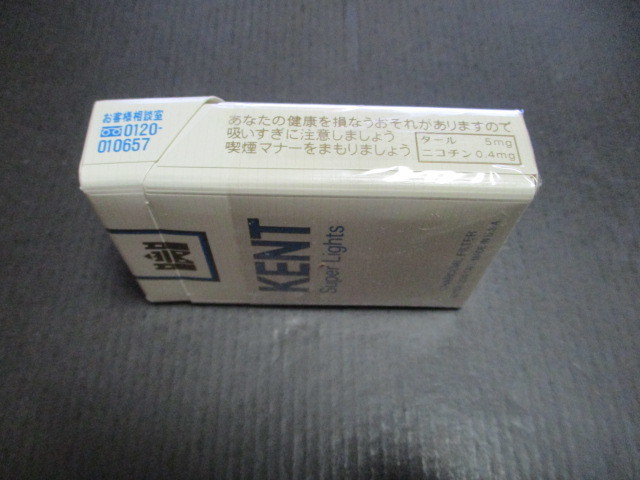 お客様相談室
0120-
010657
あなたの健康を損なうおそれがありますので
吸いすぎに注意しましょう
喫煙マナーをまもりましょう
タール 5mg
ニコチン 0.4mg
KENT
Super Lights
CHARCOAL FILTER